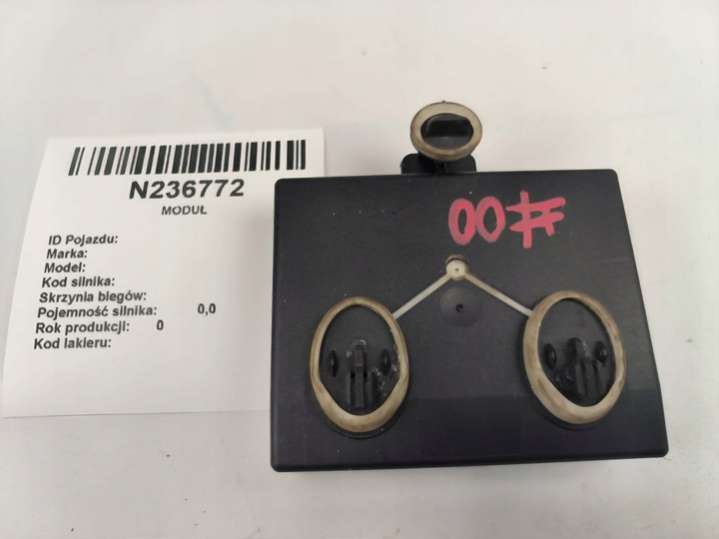 N236772
MODUŁ
ID Pojazdu:
Marka:
Model:
Kod silnika:
Skrzynia biegów:
Pojemność silnika: 0,0
Rok produkcji: 0
Kod lakieru:
00#